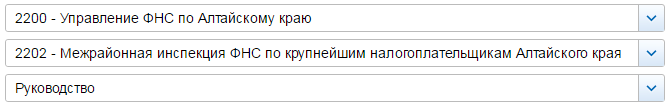 2200 - Управление ФНС по Алтайскому краю
2202 - Межрайонная инспекция ФНС по крупнейшим налогоплательщикам Алтайского края
Руководство